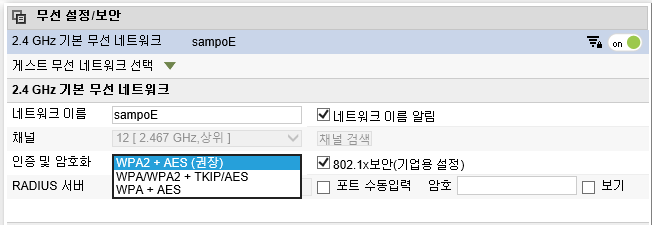 무선 설정/보안
2.4 GHz 기본 무선 네트워크 sampoE on
게스트 무선 네트워크 선택
2.4 GHz 기본 무선 네트워크
네트워크 이름 sampoE 네트워크 이름 알림
채널 12 [ 2.467 GHz,상위 ] 채널 검색
인증 및 암호화 WPA2 + AES (권장) 802.1x보안(기업용 설정)
WPA/WPA2 + TKIP/AES
RADIUS 서버 WPA + AES 포트 수동입력 암호 보기